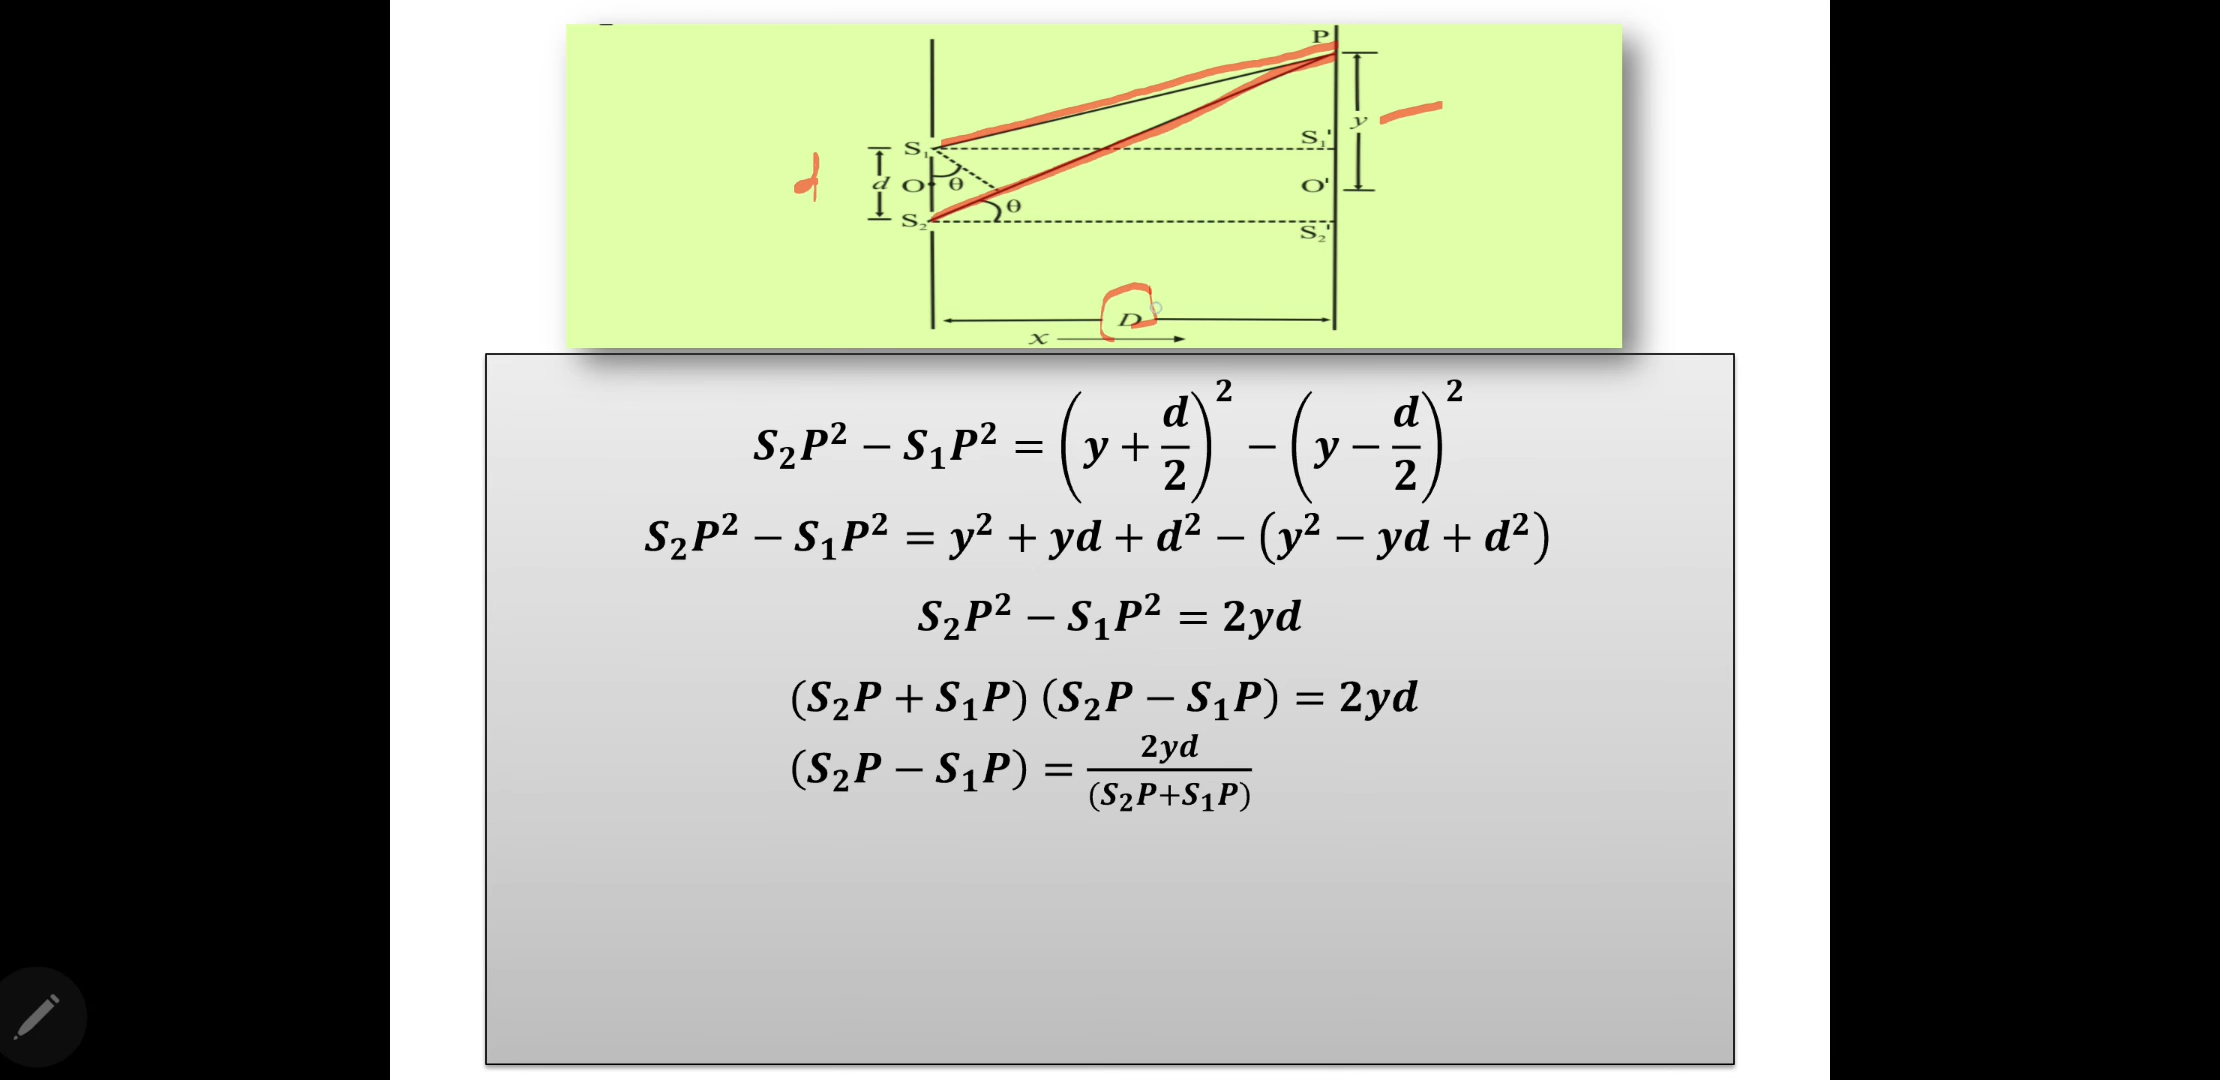 P
y
S₁ S₁'
d d O θ O'
θ
S₂ S₂'
D
x
S₂P² − S₁P² = (y + d/2)² − (y − d/2)²
S₂P² − S₁P² = y² + yd + d² − (y² − yd + d²)
S₂P² − S₁P² = 2yd
(S₂P + S₁P) (S₂P − S₁P) = 2yd
(S₂P − S₁P) = 2yd/(S₂P+S₁P)